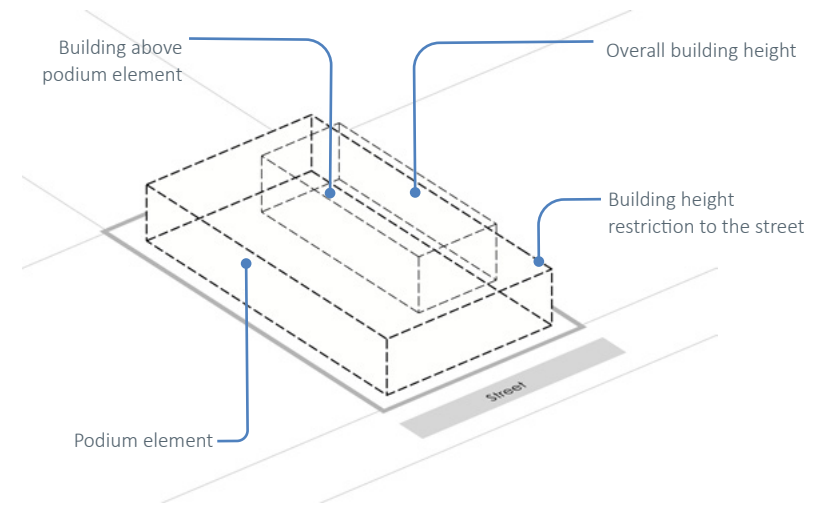 Building above
podium element
Overall building height
Building height
restriction to the street
Street
Podium element